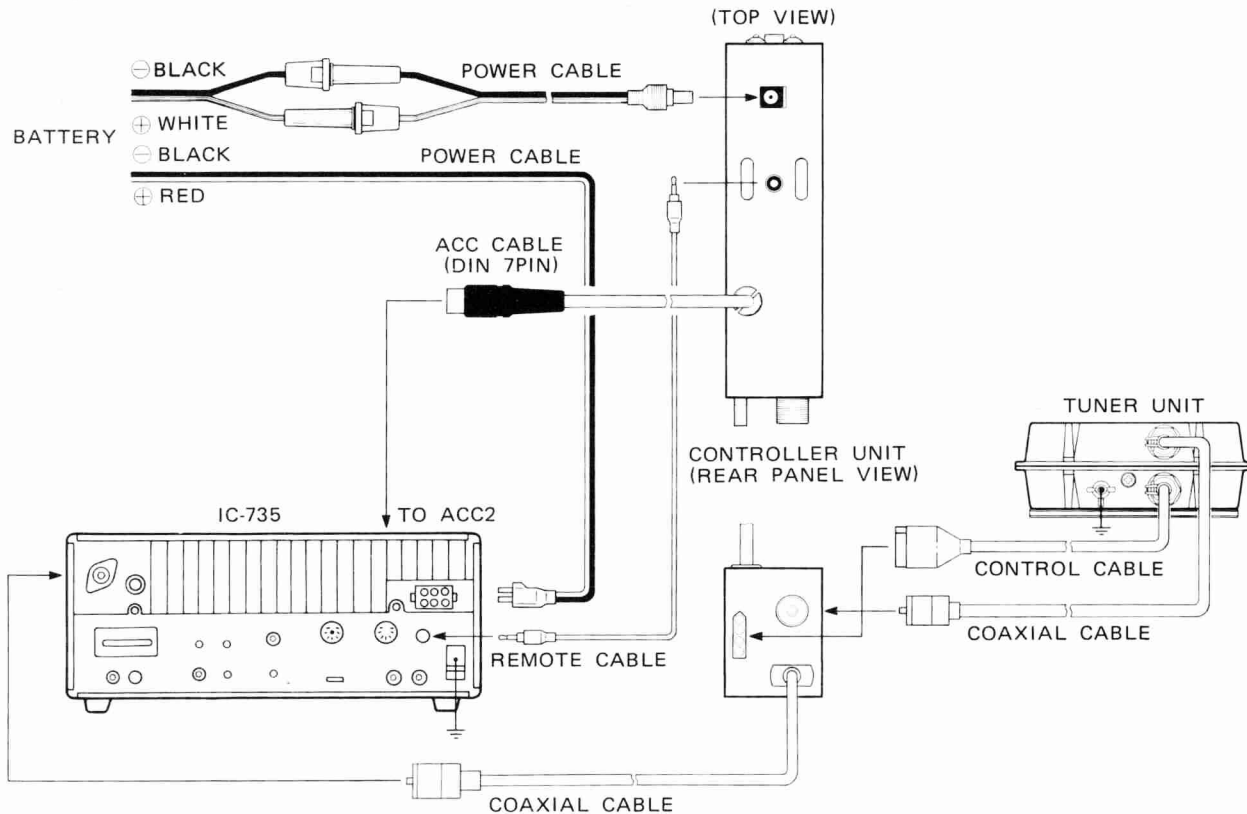 (TOP VIEW)
⊖ BLACK
POWER CABLE
BATTERY
⊕ WHITE
⊖ BLACK
POWER CABLE
⊕ RED
ACC CABLE
(DIN 7PIN)
TUNER UNIT
CONTROLLER UNIT
(REAR PANEL VIEW)
IC-735
TO ACC2
CONTROL CABLE
COAXIAL CABLE
REMOTE CABLE
COAXIAL CABLE